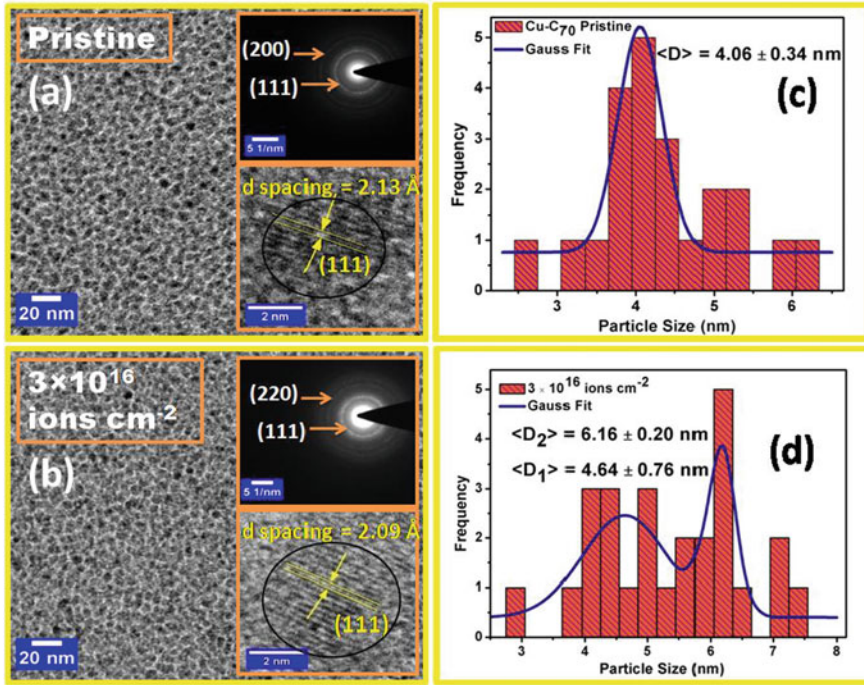 Pristine
(a)
20 nm
(200)
(111)
5 1/nm
d spacing = 2.13 Å
(111)
2 nm
Cu-C₇₀ Pristine
Gauss Fit
<D> = 4.06 ± 0.34 nm
(c)
5
4
3
2
1
0
Frequency
3 4 5 6
Particle Size (nm)
3×10¹⁶
ions cm⁻²
(b)
20 nm
(220)
(111)
5 1/nm
d spacing = 2.09 Å
(111)
2 nm
3 × 10¹⁶ ions cm⁻²
Gauss Fit
<D₂> = 6.16 ± 0.20 nm
<D₁> = 4.64 ± 0.76 nm
(d)
5
4
3
2
1
0
Frequency
3 4 5 6 7 8
Particle Size (nm)